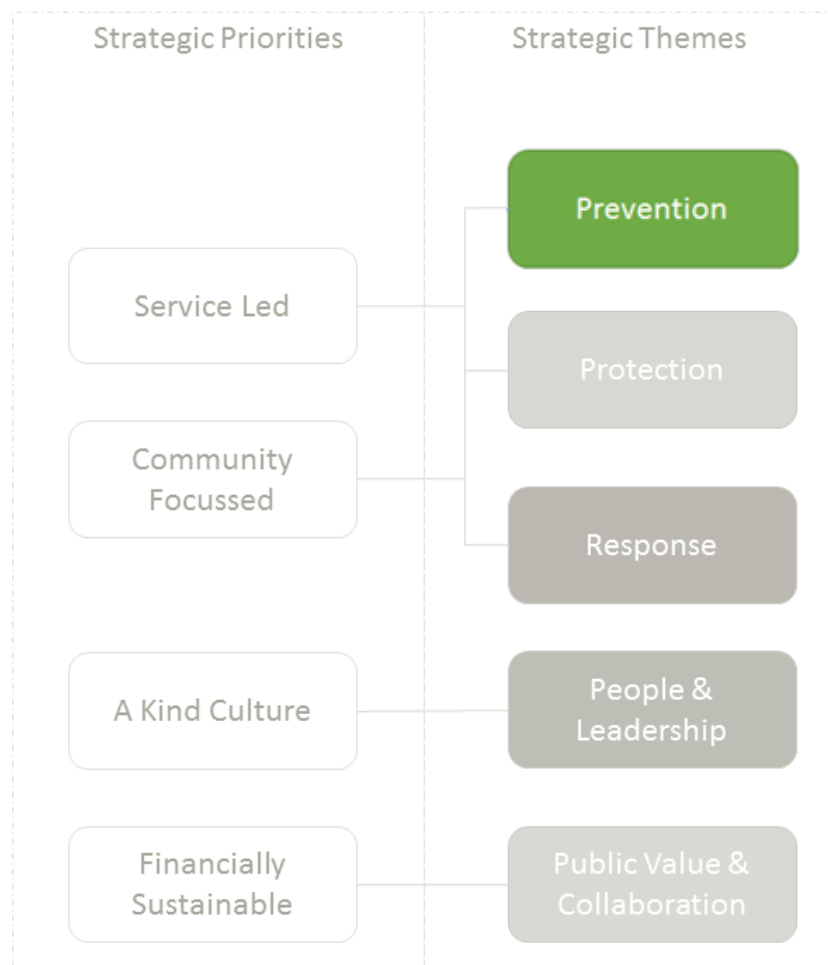 Strategic Priorities
Strategic Themes
Prevention
Service Led
Protection
Community
Focussed
Response
A Kind Culture
People &
Leadership
Financially
Sustainable
Public Value &
Collaboration